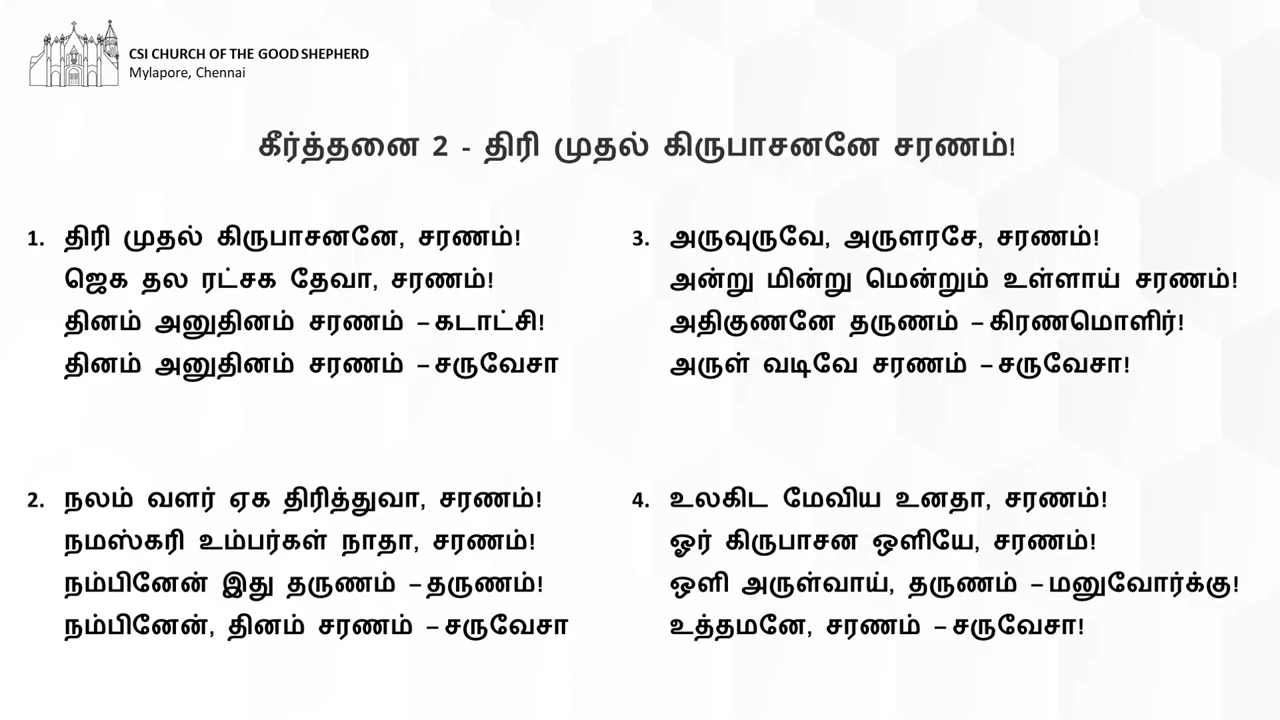 CSI CHURCH OF THE GOOD SHEPHERD
Mylapore, Chennai
கீர்த்தனை 2 - திரி முதல் கிருபாசனனே சரணம்!
1. திரி முதல் கிருபாசனனே, சரணம்!
ஜெக தல ரட்சக தேவா, சரணம்!
தினம் அனுதினம் சரணம் – கடாட்சி!
தினம் அனுதினம் சரணம் – சருவேசா
2. நலம் வளர் ஏக திரித்துவா, சரணம்!
நமஸ்கரி உம்பர்கள் நாதா, சரணம்!
நம்பினேன் இது தருணம் – தருணம்!
நம்பினேன், தினம் சரணம் – சருவேசா
3. அருவுருவே, அருளரசே, சரணம்!
அன்று மின்று மென்றும் உள்ளாய் சரணம்!
அதிகுணனே தருணம் – கிரணமொளிர்!
அருள் வடிவே சரணம் – சருவேசா!
4. உலகிட மேவிய உனதா, சரணம்!
ஓர் கிருபாசன ஒளியே, சரணம்!
ஒளி அருள்வாய், தருணம் – மனுவோர்க்கு!
உத்தமனே, சரணம் – சருவேசா!